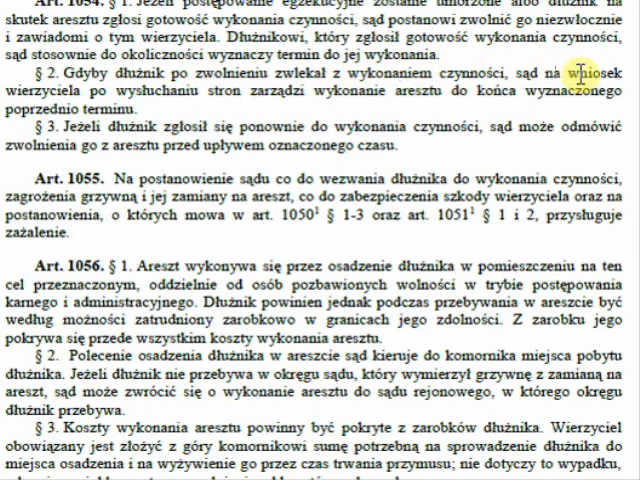 Art. 1054. § 1. Jeżeli postępowanie egzekucyjne zostanie umorzone albo dłużnik na
skutek aresztu zgłosi gotowość wykonania czynności, sąd postanowi zwolnić go niezwłocznie
i zawiadomi o tym wierzyciela. Dłużnikowi, który zgłosił gotowość wykonania czynności,
sąd stosownie do okoliczności wyznaczy termin do jej wykonania.
§ 2. Gdyby dłużnik po zwolnieniu zwlekał z wykonaniem czynności, sąd na wniosek
wierzyciela po wysłuchaniu stron zarządzi wykonanie aresztu do końca wyznaczonego
poprzednio terminu.
§ 3. Jeżeli dłużnik zgłosił się ponownie do wykonania czynności, sąd może odmówić
zwolnienia go z aresztu przed upływem oznaczonego czasu.
Art. 1055. Na postanowienie sądu co do wezwania dłużnika do wykonania czynności,
zagrożenia grzywną i jej zamiany na areszt, co do zabezpieczenia szkody wierzyciela oraz na
postanowienia, o których mowa w art. 1050¹ § 1-3 oraz art. 1051¹ § 1 i 2, przysługuje
zażalenie.
Art. 1056. § 1. Areszt wykonywa się przez osadzenie dłużnika w pomieszczeniu na ten
cel przeznaczonym, oddzielnie od osób pozbawionych wolności w trybie postępowania
karnego i administracyjnego. Dłużnik powinien jednak podczas przebywania w areszcie być
według możności zatrudniony zarobkowo w granicach jego zdolności. Z zarobku jego
pokrywa się przede wszystkim koszty wykonania aresztu.
§ 2. Polecenie osadzenia dłużnika w areszcie sąd kieruje do komornika miejsca pobytu
dłużnika. Jeżeli dłużnik nie przebywa w okręgu sądu, który wymierzył grzywnę z zamianą na
areszt, sąd może zwrócić się o wykonanie aresztu do sądu rejonowego, w którego okręgu
dłużnik przebywa.
§ 3. Koszty wykonania aresztu powinny być pokryte z zarobków dłużnika. Wierzyciel
obowiązany jest złożyć z góry komornikowi sumę potrzebną na sprowadzenie dłużnika do
miejsca osadzenia i na wyżywienie go przez czas trwania przymusu; nie dotyczy to wypadku,